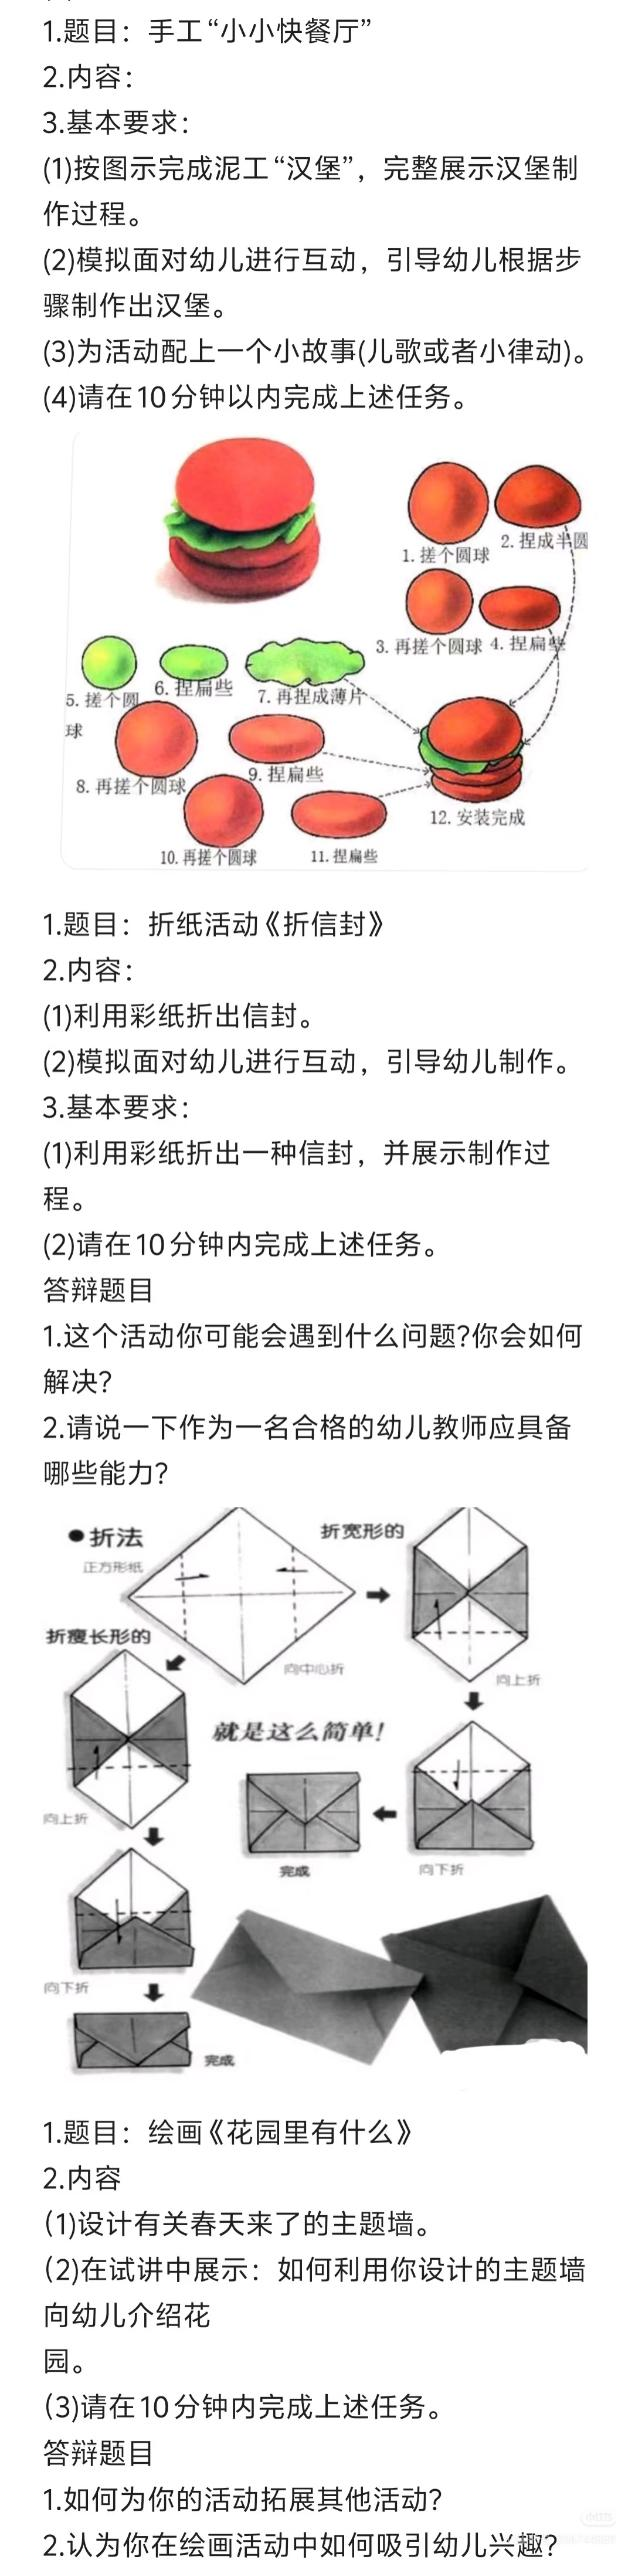 1.题目：手工“小小快餐厅”
2.内容：
3.基本要求：
(1)按图示完成泥工“汉堡”，完整展示汉堡制
作过程。
(2)模拟面对幼儿进行互动，引导幼儿根据步
骤制作出汉堡。
(3)为活动配上一个小故事(儿歌或者小律动)。
(4)请在10分钟以内完成上述任务。
1.搓个圆球
2.捏成半圆
3.再搓个圆球
4.捏扁些
5.搓个圆
球
6.捏扁些
7.再捏成薄片
8.再搓个圆球
9.捏扁些
10.再搓个圆球
11.捏扁些
12.安装完成
1.题目：折纸活动《折信封》
2.内容：
(1)利用彩纸折出信封。
(2)模拟面对幼儿进行互动，引导幼儿制作。
3.基本要求：
(1)利用彩纸折出一种信封，并展示制作过
程。
(2)请在10分钟内完成上述任务。
答辩题目
1.这个活动你可能会遇到什么问题?你会如何
解决?
2.请说一下作为一名合格的幼儿教师应具备
哪些能力?
●折法
正方形纸
折宽形的
折瘦长形的
向中心折
向上折
就是这么简单!
向上折
完成
向下折
向下折
完成
1.题目：绘画《花园里有什么》
2.内容
(1)设计有关春天来了的主题墙。
(2)在试讲中展示：如何利用你设计的主题墙
向幼儿介绍花
园。
(3)请在10分钟内完成上述任务。
答辩题目
1.如何为你的活动拓展其他活动?
2.认为你在绘画活动中如何吸引幼儿兴趣?